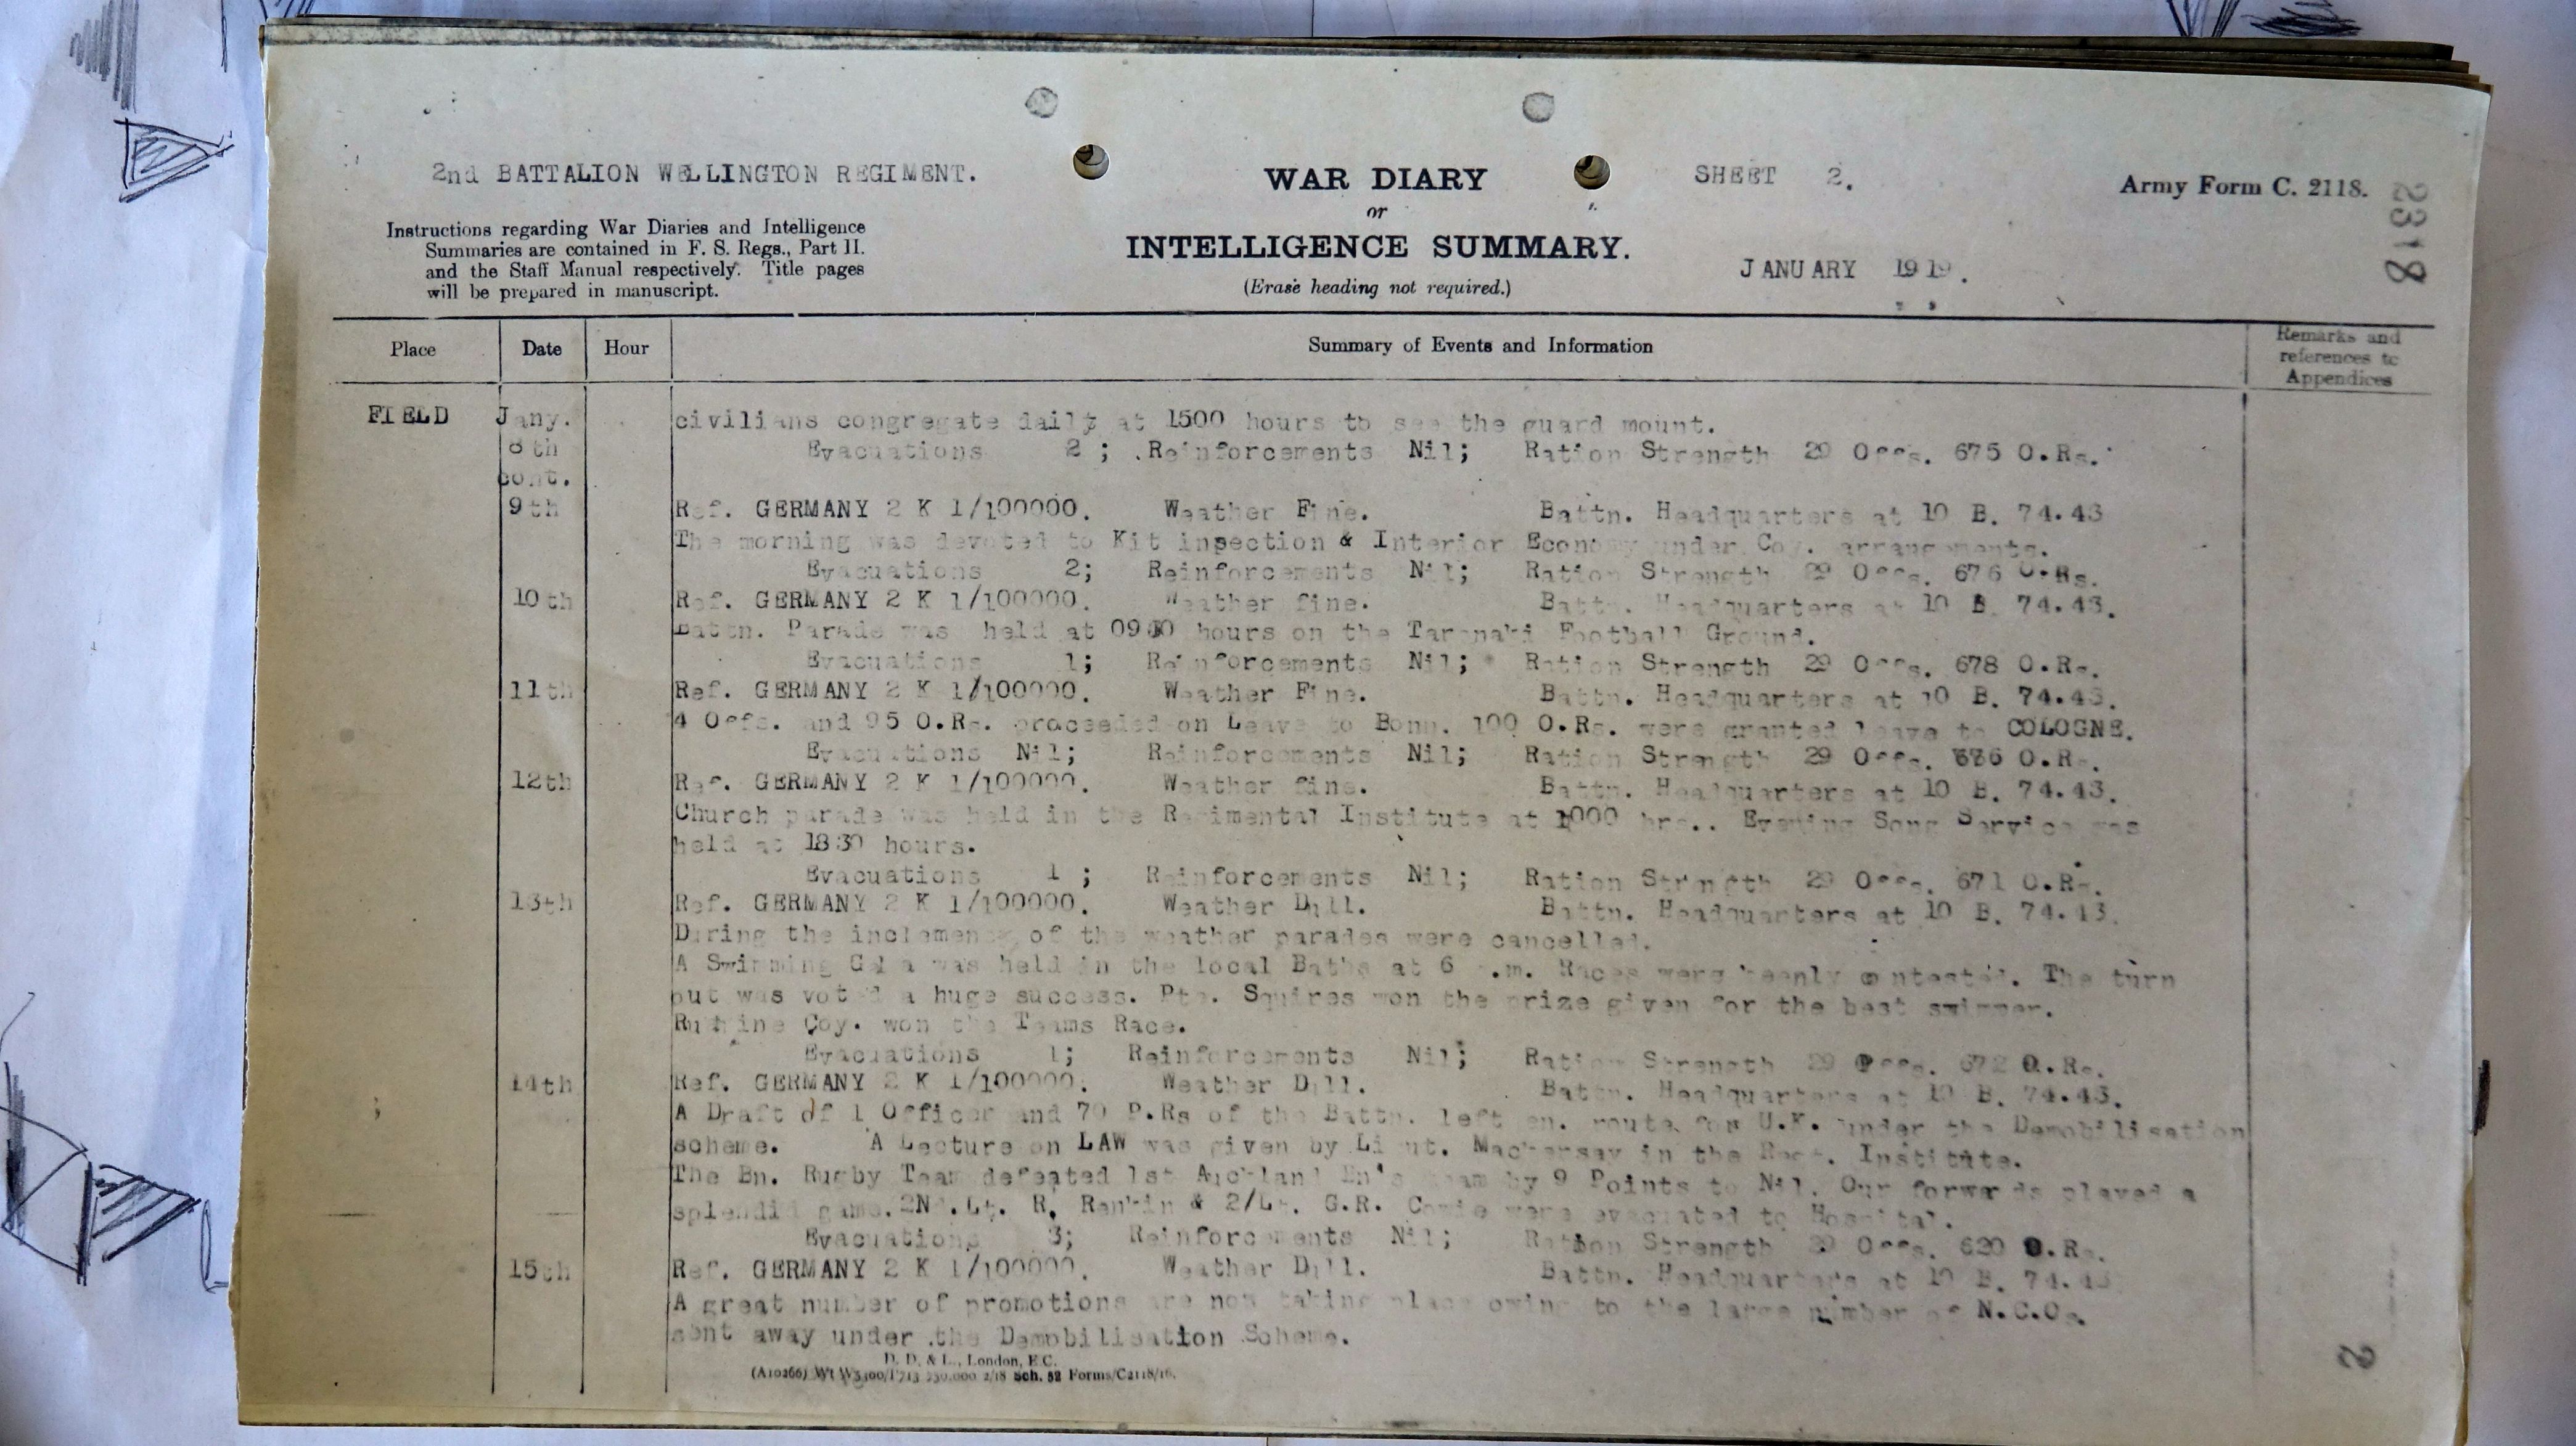 2nd BATTALION WELLINGTON REGIMENT.
WAR DIARY
or
INTELLIGENCE SUMMARY.
(Erase heading not required.)
SHEET 2.
JANUARY 1919.
Army Form C. 2118.
2318
Instructions regarding War Diaries and Intelligence
Summaries are contained in F. S. Regs., Part II.
and the Staff Manual respectively. Title pages
will be prepared in manuscript.
Place Date Hour Summary of Events and Information Remarks and references to Appendices
FIELD Jany. civilians congregate daily at 1500 hours to see the guard mount.
8th Evacuations 2 ; Reinforcements Nil; Ration Strength 29 Offs. 675 O.Rs.
cont.
9th Ref. GERMANY 2 K 1/100000. Weather Fine. Battn. Headquarters at 10 B. 74.43
The morning was devoted to Kit inspection & Interior Economy under Coy. arrangements.
Evacuations 2; Reinforcements Nil; Ration Strength 29 Offs. 676 O.Rs.
10th Ref. GERMANY 2 K 1/100000. Weather fine. Battn. Headquarters at 10 B. 74.43.
Battn. Parade was held at hours on the Taranaki Football Ground.
Evacuations 1; Reinforcements Nil; Ration Strength 29 Offs. 678 O.Rs.
11th Ref. GERMANY 2 K 1/100000. Weather Fine. Battn. Headquarters at 10 B. 74.43.
4 Offs. and 95 O.Rs. proceeded on Leave to Bonn. 100 O.Rs. were granted leave to COLOGNE.
Evacuations Nil; Reinforcements Nil; Ration Strength 29 Offs. O.Rs.
12th Ref. GERMANY 2 K 1/100000. Weather fine. Battn. Headquarters at 10 B. 74.43.
Church parade was held in the Regimental Institute at 1000 hrs.. Evening Song Service was
held at 1830 hours.
Evacuations 1 ; Reinforcements Nil; Ration Strength 29 Offs. 671 O.Rs.
13th Ref. GERMANY 2 K 1/100000. Weather Dull. Battn. Headquarters at 10 B. 74.43.
During the inclemency of the weather parades were cancelled.
A Swimming Gala was held in the local Baths at 6 p.m. Races were keenly contested. The turn
out was voted a huge success. Pte. Squires won the prize given for the best swimmer.
Ruahine Coy. won the Teams Race.
Evacuations 1; Reinforcements Nil; Ration Strength 29 Offs. 672 O.Rs.
14th Ref. GERMANY 2 K 1/100000. Weather Dull. Battn. Headquarters at 10 B. 74.43.
A Draft of 1 Officer and 70 P.Rs of the Battn. left en. route for U.K. under the Demobilisation
scheme. A Lecture on LAW was given by Lieut. Mackersay in the Regt. Institute.
The Bn. Rugby Team defeated 1st Auckland Bn's team by 9 Points to Nil. Our forwards played a
splendid game. 2Nd.Lt. R. Rankin & 2/Lt. G.R. were evacuated to Hospital.
Evacuations 3; Reinforcements Nil; Ration Strength 29 Offs. 620 O.Rs.
15th Ref. GERMANY 2 K 1/100000. Weather Dull. Battn. Headquarters at 10 B. 74.43
A great number of promotions are now taking place owing to the large number of N.C.Os.
sent away under the Demobilisation Scheme.
D. D. & L., London, E.C.
(A10266) Wt W5300/P713 750,000 2/18 Sch. 52 Forms/C2118/16.
2